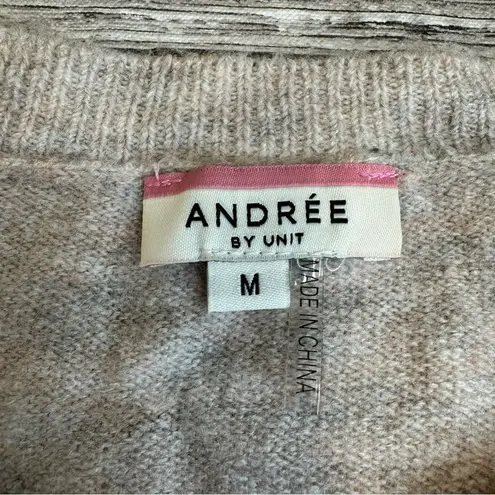 ANDRÉE
BY UNIT
M
MADE IN CHINA